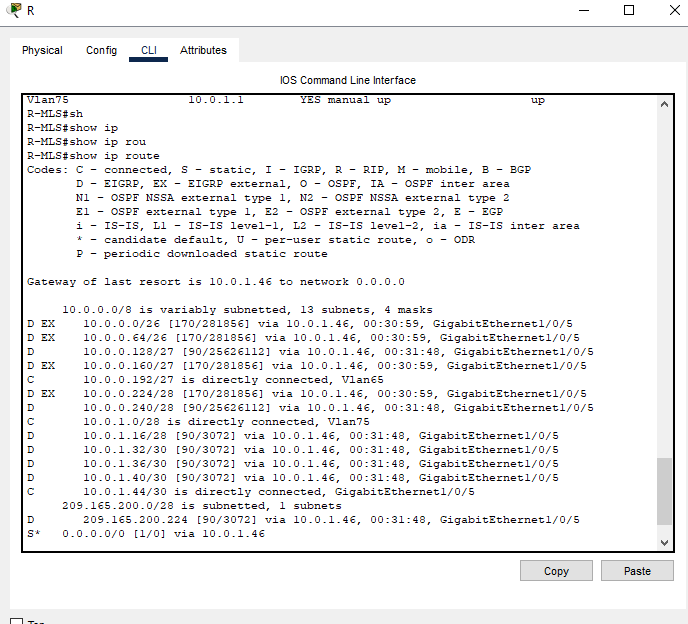 R
Physical Config CLI Attributes
IOS Command Line Interface
Vlan75 10.0.1.1 YES manual up up
R-MLS#sh
R-MLS#show ip
R-MLS#show ip rou
R-MLS#show ip route
Codes: C - connected, S - static, I - IGRP, R - RIP, M - mobile, B - BGP
D - EIGRP, EX - EIGRP external, O - OSPF, IA - OSPF inter area
N1 - OSPF NSSA external type 1, N2 - OSPF NSSA external type 2
E1 - OSPF external type 1, E2 - OSPF external type 2, E - EGP
i - IS-IS, L1 - IS-IS level-1, L2 - IS-IS level-2, ia - IS-IS inter area
* - candidate default, U - per-user static route, o - ODR
P - periodic downloaded static route
Gateway of last resort is 10.0.1.46 to network 0.0.0.0
10.0.0.0/8 is variably subnetted, 13 subnets, 4 masks
D EX 10.0.0.0/26 [170/281856] via 10.0.1.46, 00:30:59, GigabitEthernet1/0/5
D EX 10.0.0.64/26 [170/281856] via 10.0.1.46, 00:30:59, GigabitEthernet1/0/5
D 10.0.0.128/27 [90/25626112] via 10.0.1.46, 00:31:48, GigabitEthernet1/0/5
D EX 10.0.0.160/27 [170/281856] via 10.0.1.46, 00:30:59, GigabitEthernet1/0/5
C 10.0.0.192/27 is directly connected, Vlan65
D EX 10.0.0.224/28 [170/281856] via 10.0.1.46, 00:30:59, GigabitEthernet1/0/5
D 10.0.0.240/28 [90/25626112] via 10.0.1.46, 00:31:48, GigabitEthernet1/0/5
C 10.0.1.0/28 is directly connected, Vlan75
D 10.0.1.16/28 [90/3072] via 10.0.1.46, 00:31:48, GigabitEthernet1/0/5
D 10.0.1.32/30 [90/3072] via 10.0.1.46, 00:31:48, GigabitEthernet1/0/5
D 10.0.1.36/30 [90/3072] via 10.0.1.46, 00:31:48, GigabitEthernet1/0/5
D 10.0.1.40/30 [90/3072] via 10.0.1.46, 00:31:48, GigabitEthernet1/0/5
C 10.0.1.44/30 is directly connected, GigabitEthernet1/0/5
209.165.200.0/28 is subnetted, 1 subnets
D 209.165.200.224 [90/3072] via 10.0.1.46, 00:31:48, GigabitEthernet1/0/5
S* 0.0.0.0/0 [1/0] via 10.0.1.46
Copy Paste